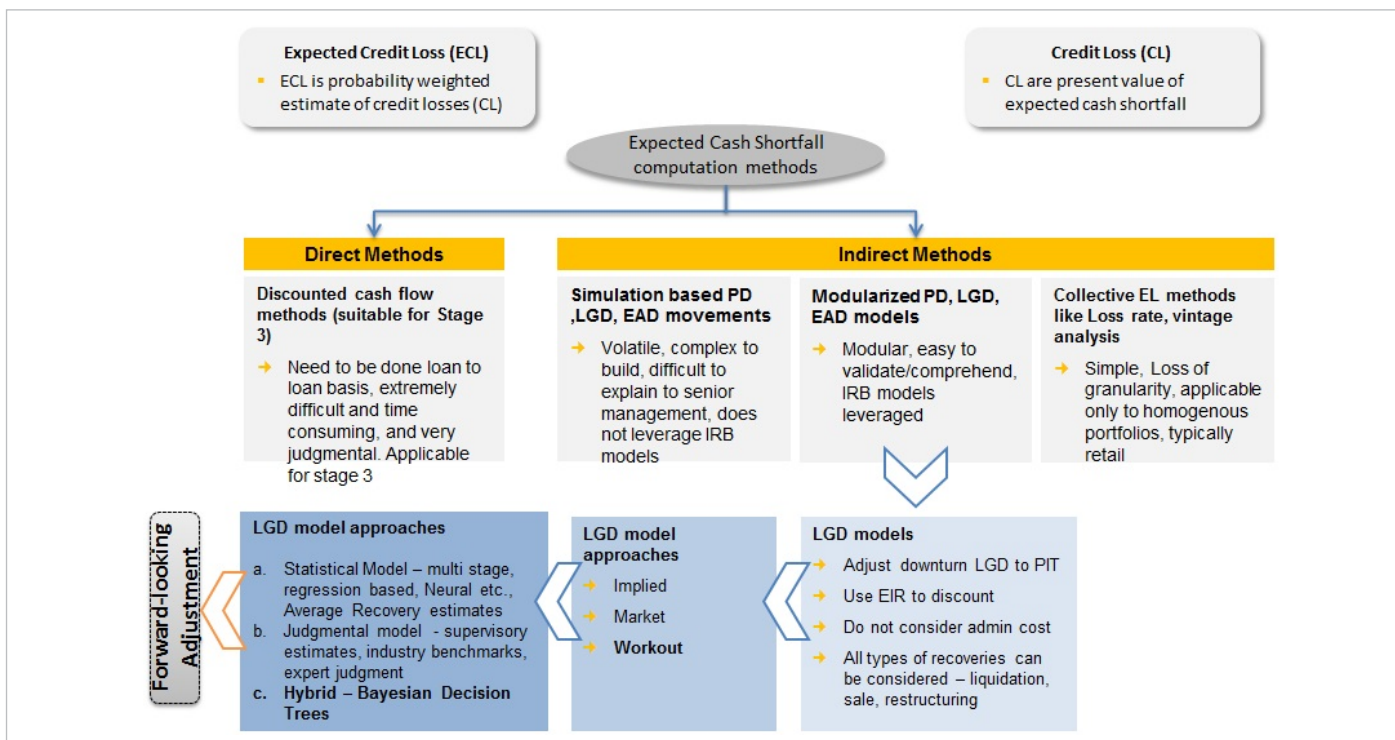 Expected Credit Loss (ECL)
ECL is probability weighted
estimate of credit losses (CL)
Credit Loss (CL)
CL are present value of
expected cash shortfall
Expected Cash Shortfall
computation methods
Direct Methods
Indirect Methods
Discounted cash flow
methods (suitable for Stage
3)
Need to be done loan to
loan basis, extremely
difficult and time
consuming, and very
judgmental. Applicable
for stage 3
Simulation based PD
,LGD, EAD movements
Volatile, complex to
build, difficult to
explain to senior
management, does
not leverage IRB
models
Modularized PD, LGD,
EAD models
Modular, easy to
validate/comprehend,
IRB models
leveraged
Collective EL methods
like Loss rate, vintage
analysis
Simple, Loss of
granularity, applicable
only to homogenous
portfolios, typically
retail
Forward-looking
Adjustment
LGD model approaches
a. Statistical Model – multi stage,
regression based, Neural etc.,
Average Recovery estimates
b. Judgmental model - supervisory
estimates, industry benchmarks,
expert judgment
c. Hybrid – Bayesian Decision
Trees
LGD model
approaches
Implied
Market
Workout
LGD models
Adjust downturn LGD to PIT
Use EIR to discount
Do not consider admin cost
All types of recoveries can
be considered – liquidation,
sale, restructuring